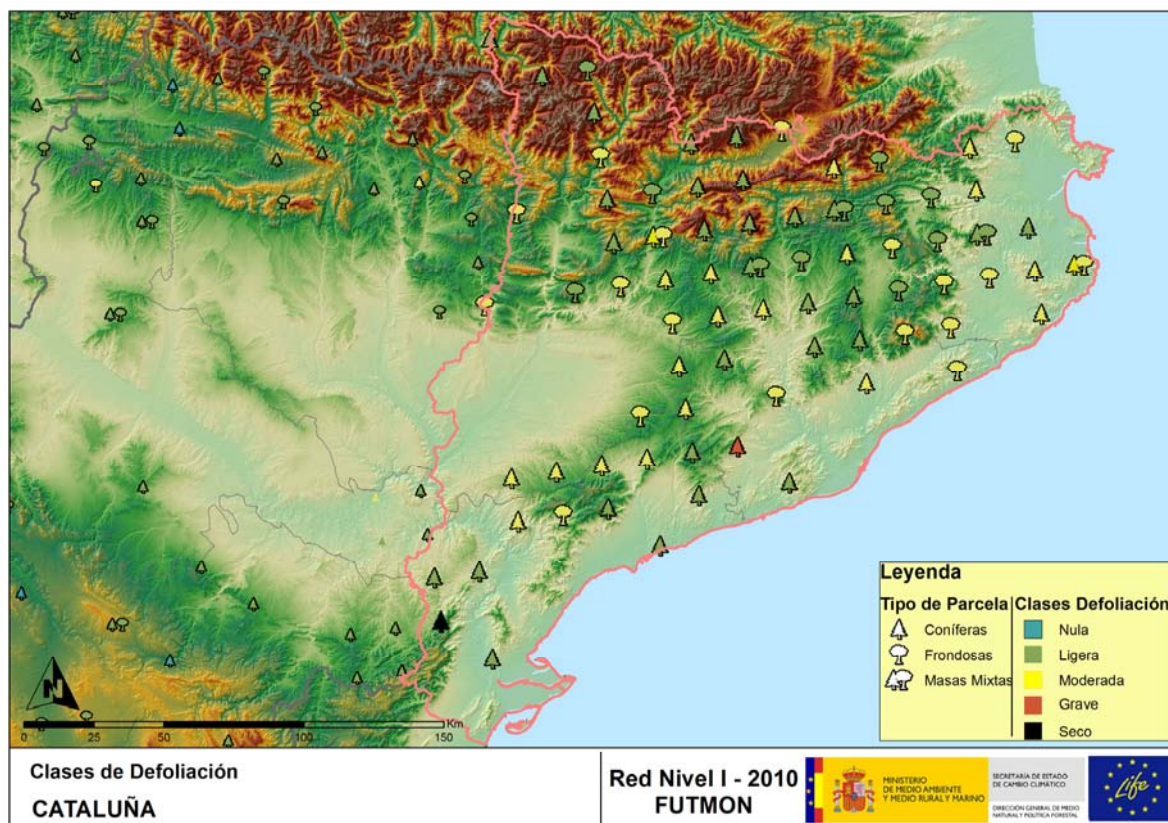 Leyenda
Tipo de Parcela
Clases Defoliación
Coníferas
Frondosas
Masas Mixtas
Nula
Ligera
Moderada
Grave
Seco
N
Km
0 25 50 100 150
Clases de Defoliación
CATALUÑA
Red Nivel I - 2010
FUTMON
MINISTERIO
DE MEDIO AMBIENTE
Y MEDIO RURAL Y MARINO
SECRETARÍA DE ESTADO
DE CAMBIO CLIMÁTICO
DIRECCIÓN GENERAL DE MEDIO
NATURAL Y POLÍTICA FORESTAL
Life